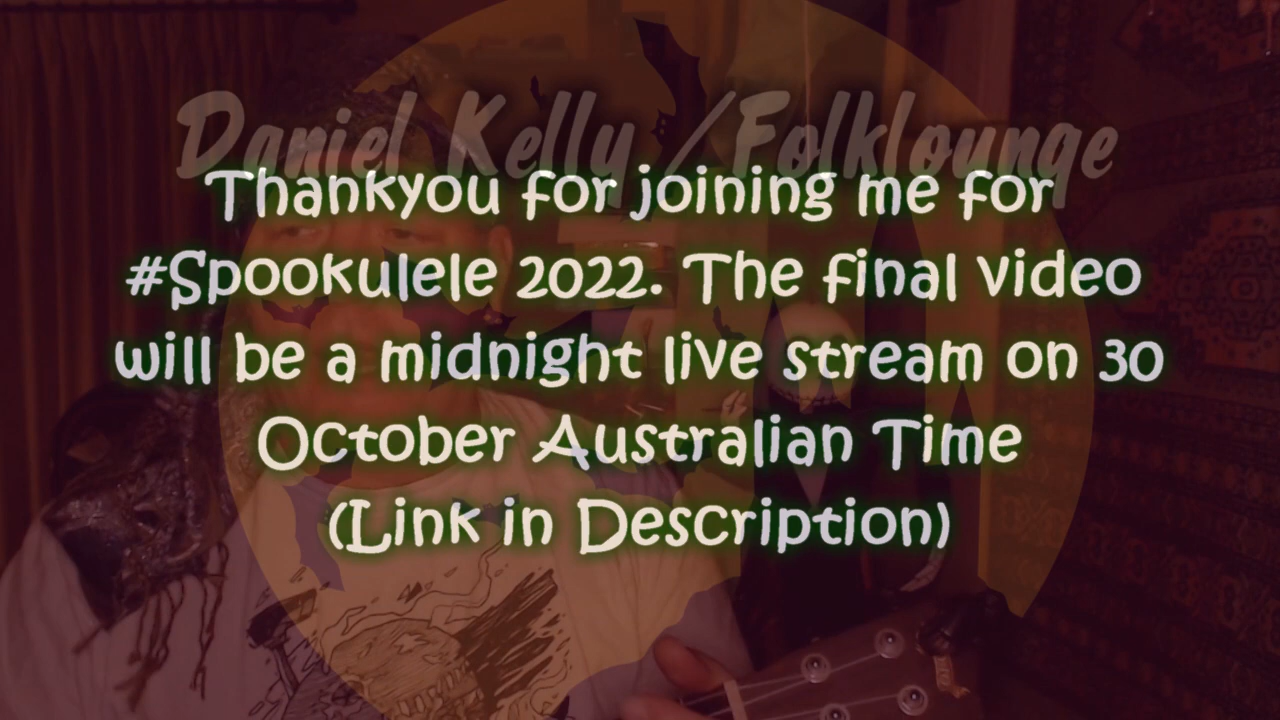 Daniel Kelly /Folklounge
Thankyou for joining me for
#Spookulele 2022. The final video
will be a midnight live stream on 30
October Australian Time
(Link in Description)